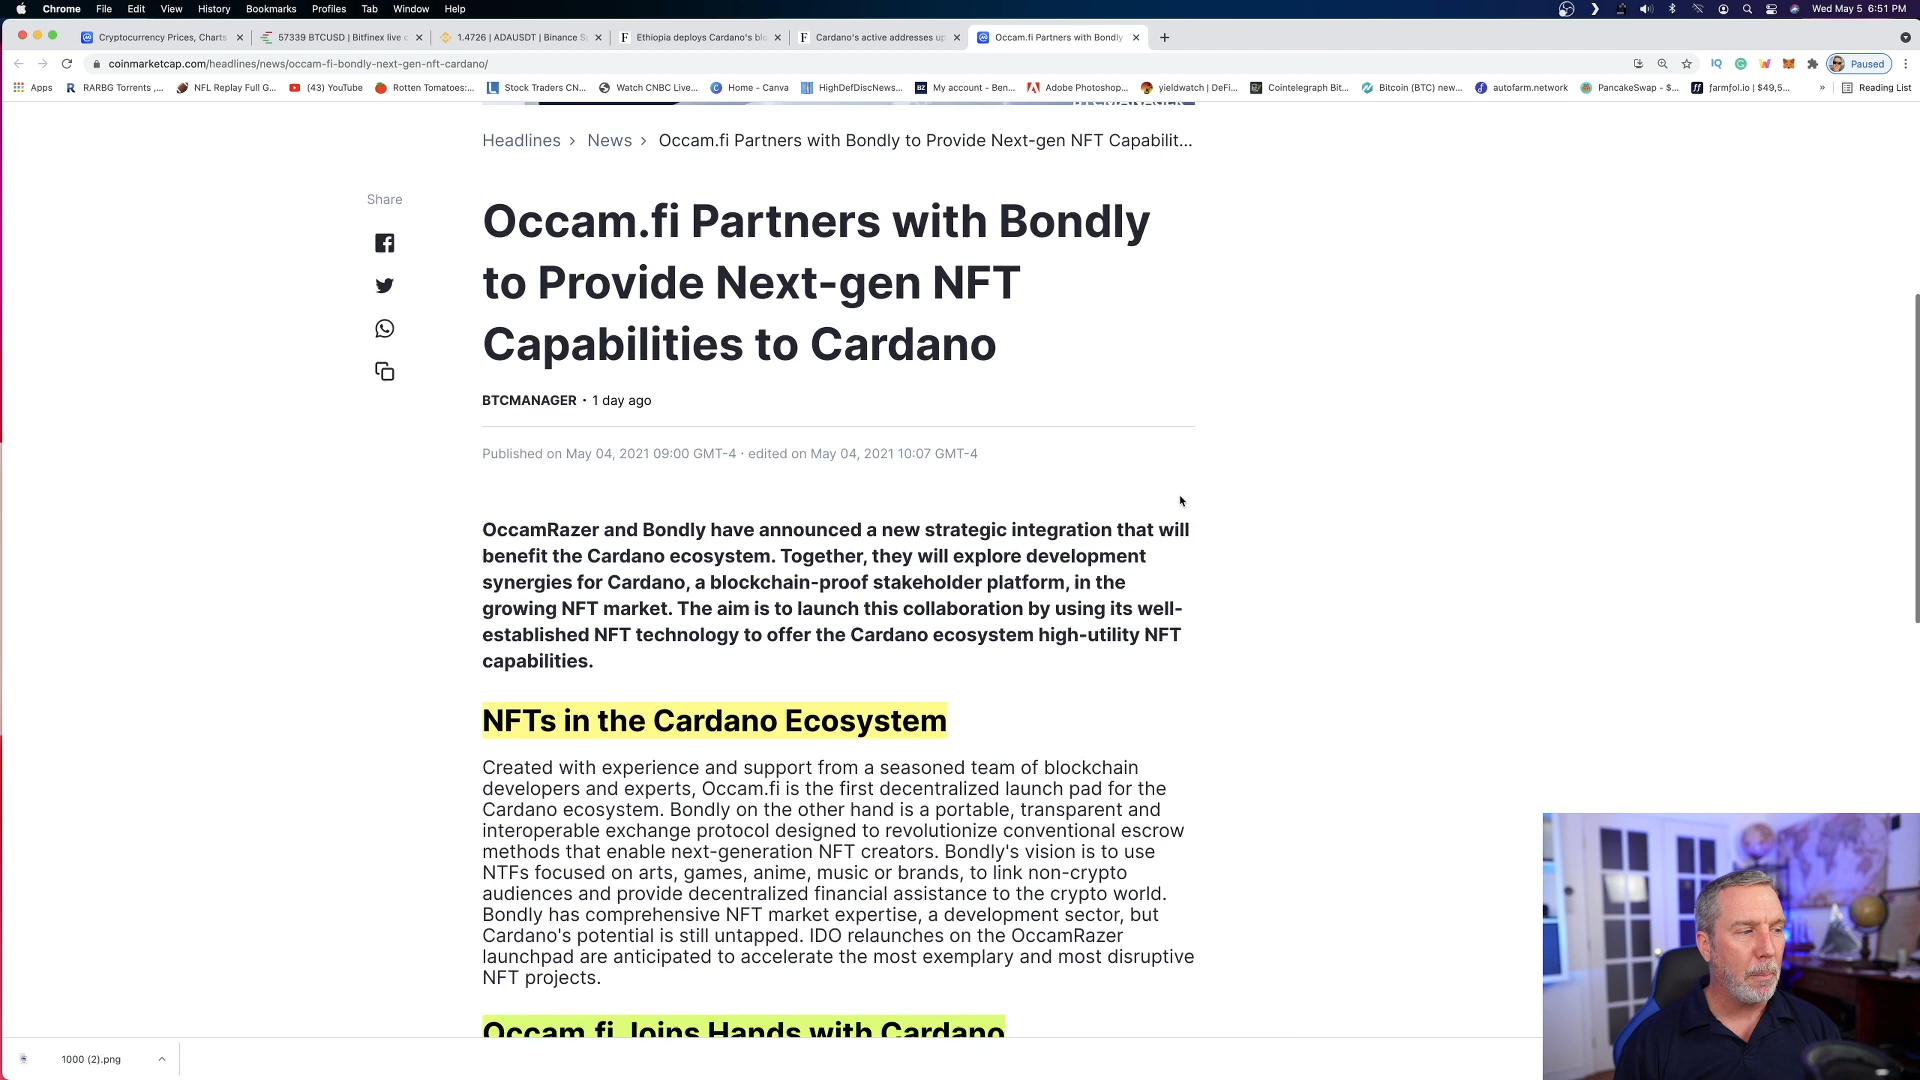 Chrome File Edit View History Bookmarks Profiles Tab Window Help Wed May 5 6:51 PM
Cryptocurrency Prices, Charts 57339 BTCUSD | Bitfinex live c 1.4726 | ADAUSDT | Binance S Ethiopia deploys Cardano's blo Cardano's active addresses up Occam.fi Partners with Bondly
coinmarketcap.com/headlines/news/occam-fi-bondly-next-gen-nft-cardano/ Paused
Apps RARBG Torrents ,... NFL Replay Full G... (43) YouTube Rotten Tomatoes:... Stock Traders CN... Watch CNBC Live... Home - Canva HighDefDiscNews... My account - Ben... Adobe Photoshop... yieldwatch | DeFi... Cointelegraph Bit... Bitcoin (BTC) new... autofarm.network PancakeSwap - $... ƒarmƒol.io | $49,5... » Reading List
BTCMANAGER
Headlines > News > Occam.fi Partners with Bondly to Provide Next-gen NFT Capabilit...
Share
Occam.fi Partners with Bondly
to Provide Next-gen NFT
Capabilities to Cardano
BTCMANAGER · 1 day ago
Published on May 04, 2021 09:00 GMT-4 · edited on May 04, 2021 10:07 GMT-4
OccamRazer and Bondly have announced a new strategic integration that will
benefit the Cardano ecosystem. Together, they will explore development
synergies for Cardano, a blockchain-proof stakeholder platform, in the
growing NFT market. The aim is to launch this collaboration by using its well-
established NFT technology to offer the Cardano ecosystem high-utility NFT
capabilities.
NFTs in the Cardano Ecosystem
Created with experience and support from a seasoned team of blockchain
developers and experts, Occam.fi is the first decentralized launch pad for the
Cardano ecosystem. Bondly on the other hand is a portable, transparent and
interoperable exchange protocol designed to revolutionize conventional escrow
methods that enable next-generation NFT creators. Bondly's vision is to use
NTFs focused on arts, games, anime, music or brands, to link non-crypto
audiences and provide decentralized financial assistance to the crypto world.
Bondly has comprehensive NFT market expertise, a development sector, but
Cardano's potential is still untapped. IDO relaunches on the OccamRazer
launchpad are anticipated to accelerate the most exemplary and most disruptive
NFT projects.
Occam.fi Joins Hands with Cardano
1000 (2).png